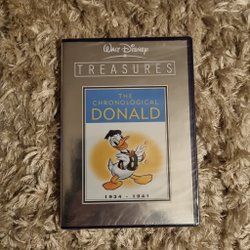 Walt Disney
TREASURES
THE
CHRONOLOGICAL
DONALD
1934 - 1941